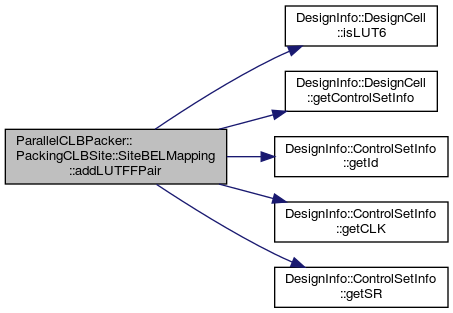 ParallelCLBPacker::
PackingCLBSite::SiteBELMapping
::addLUTFFPair
DesignInfo::DesignCell
::isLUT6
DesignInfo::DesignCell
::getControlSetInfo
DesignInfo::ControlSetInfo
::getId
DesignInfo::ControlSetInfo
::getCLK
DesignInfo::ControlSetInfo
::getSR